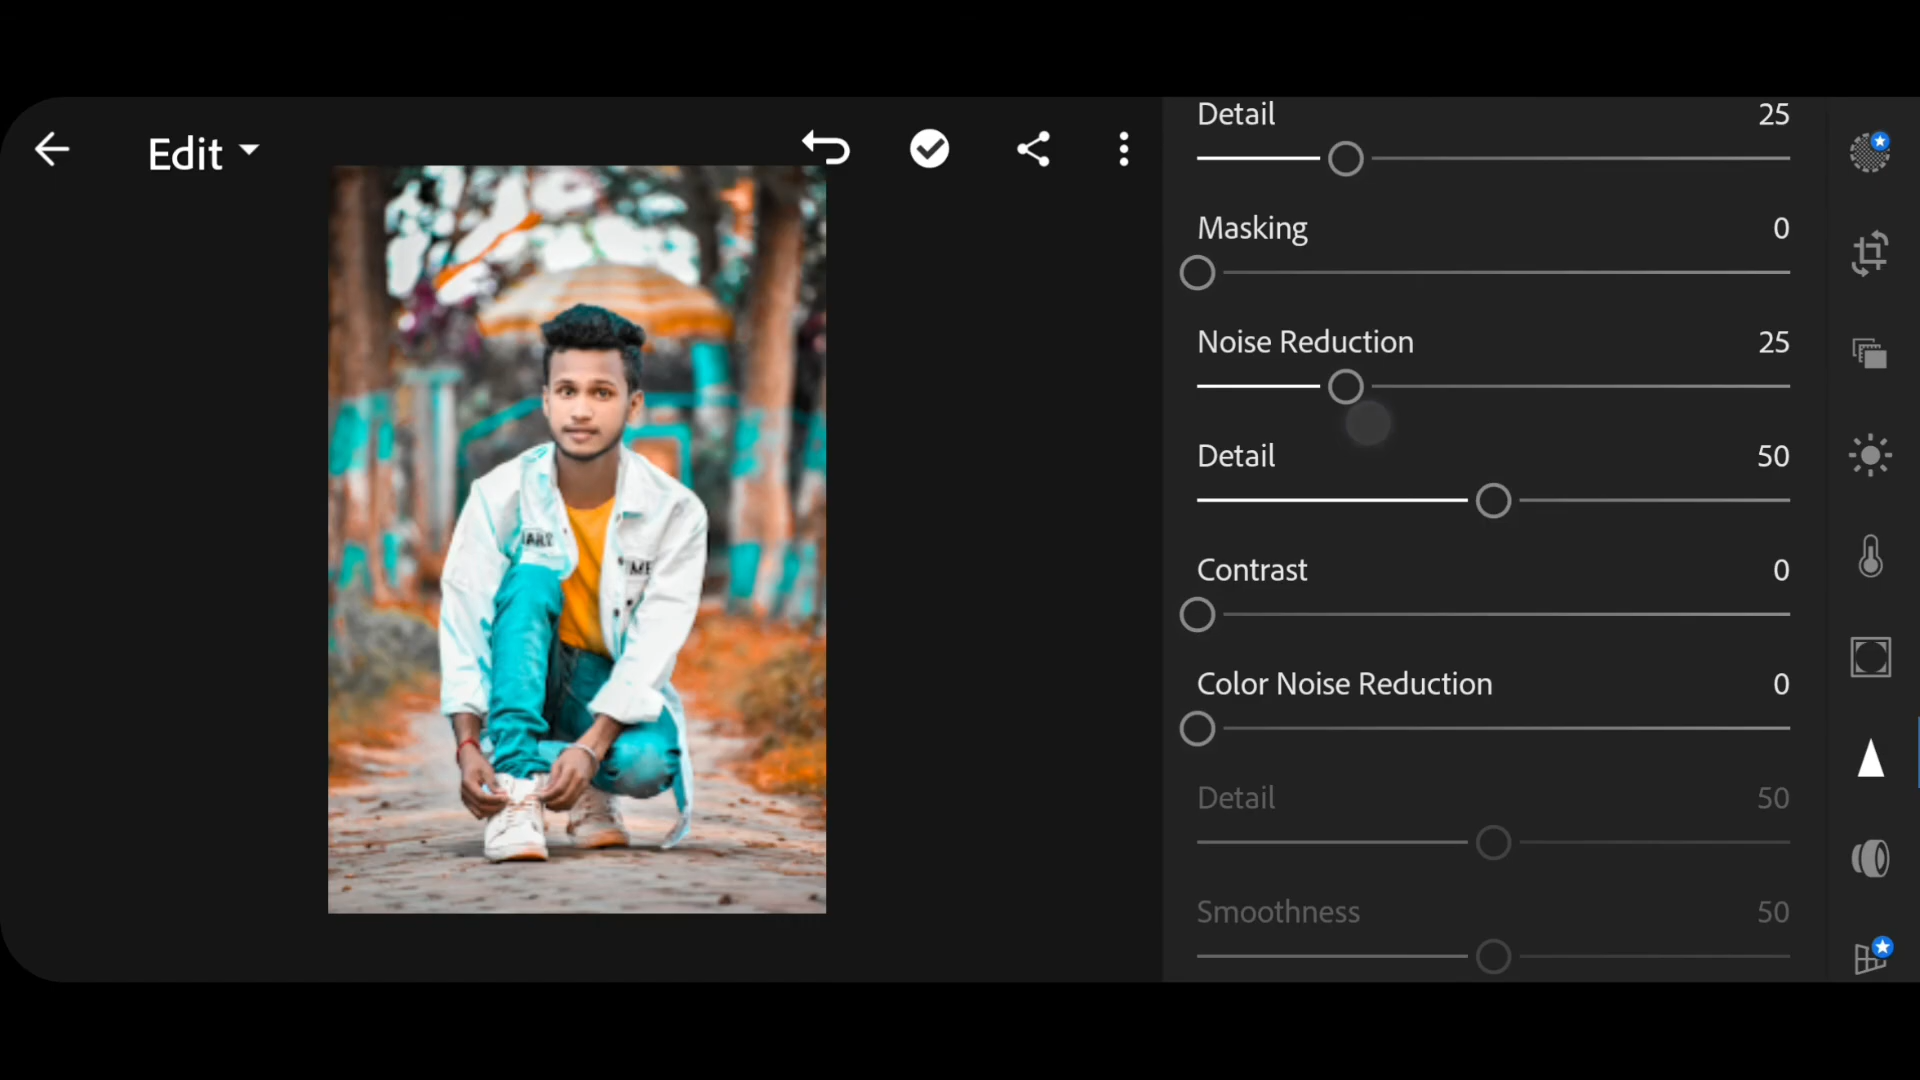 Edit
Detail 25
Masking 0
Noise Reduction 25
Detail 50
Contrast 0
Color Noise Reduction 0
Detail 50
Smoothness 50